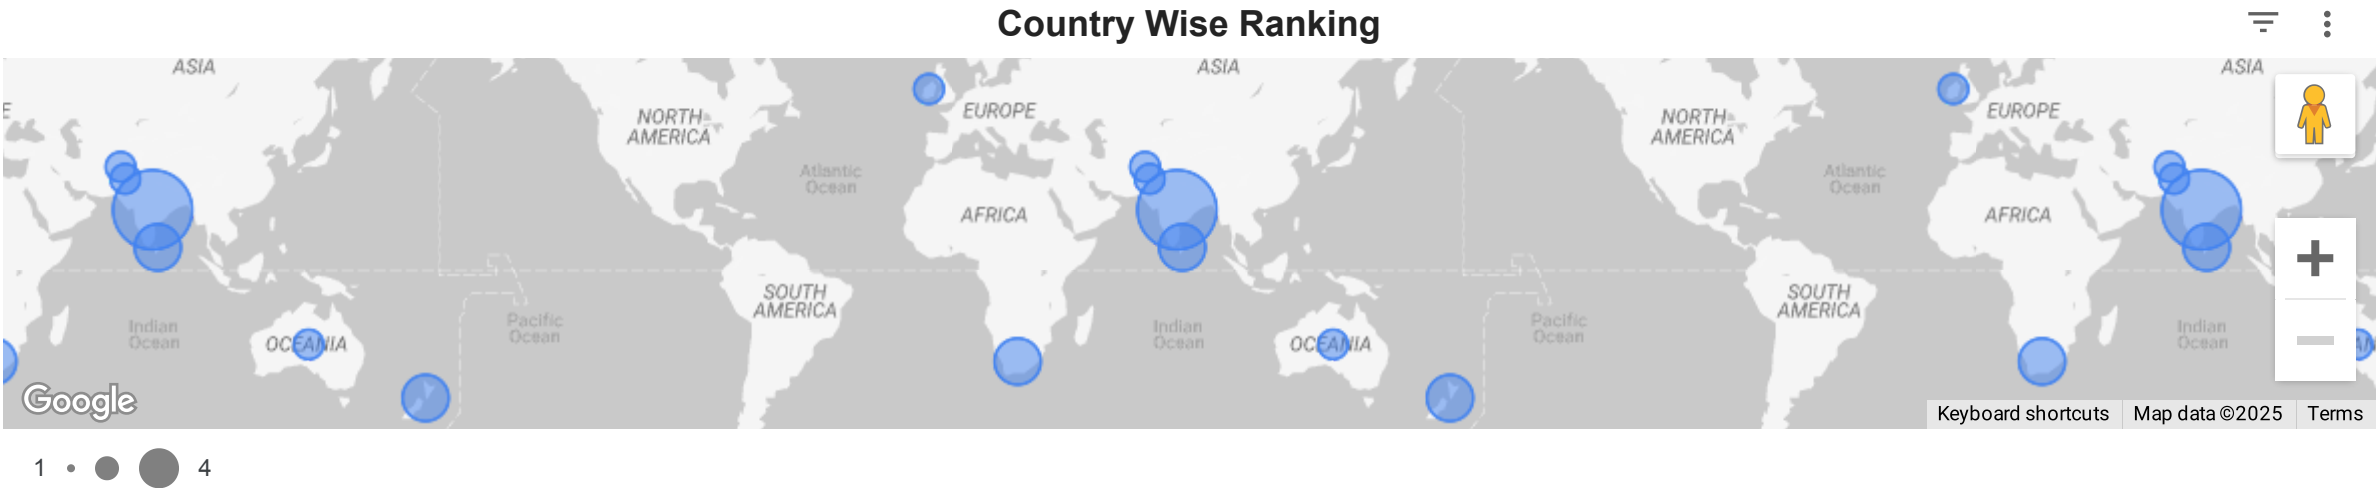 Country Wise Ranking
ASIA
ASIA
ASIA
E
EUROPE
EUROPE
NORTH
AMERICA
NORTH
AMERICA
Atlantic
Ocean
Atlantic
Ocean
AFRICA
AFRICA
SOUTH
AMERICA
SOUTH
AMERICA
Indian
Ocean
Pacific
Ocean
Indian
Ocean
Pacific
Ocean
Indian
Ocean
OCEANIA
OCEANIA
AN
Google
Keyboard shortcuts
Map data ©2025
Terms
1
4